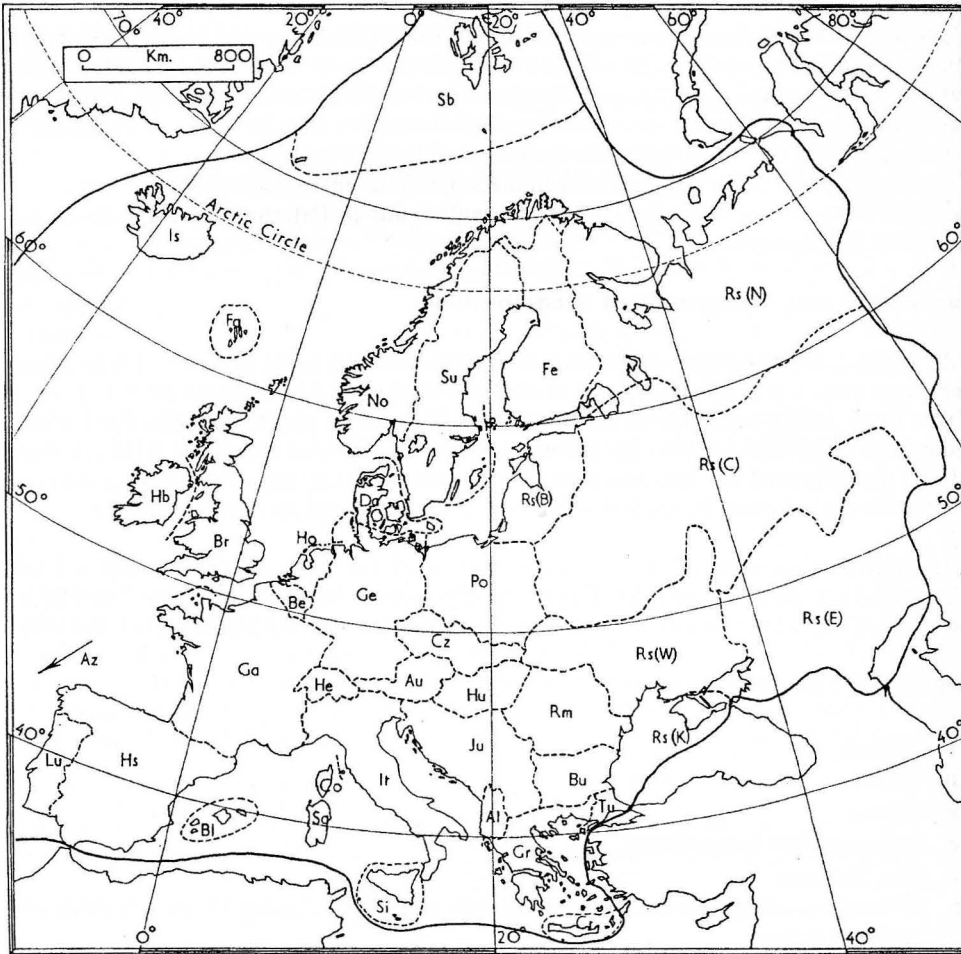 40° 20° 0° 20° 40° 60° 80°
70°
0 Km. 800
Sb
Arctic Circle
Is
60° 60°
Rs(N)
Fa
Su Fe
No
Rs(C)
Hb Da Rs(B)
50° 50°
Br Ho
Be Ge Po
Rs(E)
Cz
Az Ga Rs(W)
He Au Hu
Rm
Rs(K)
40° Ju 40°
Lu Hs It
Co Bu
Sa Al Tu
Bl
Gr
Si Cr
0° 20° 40°